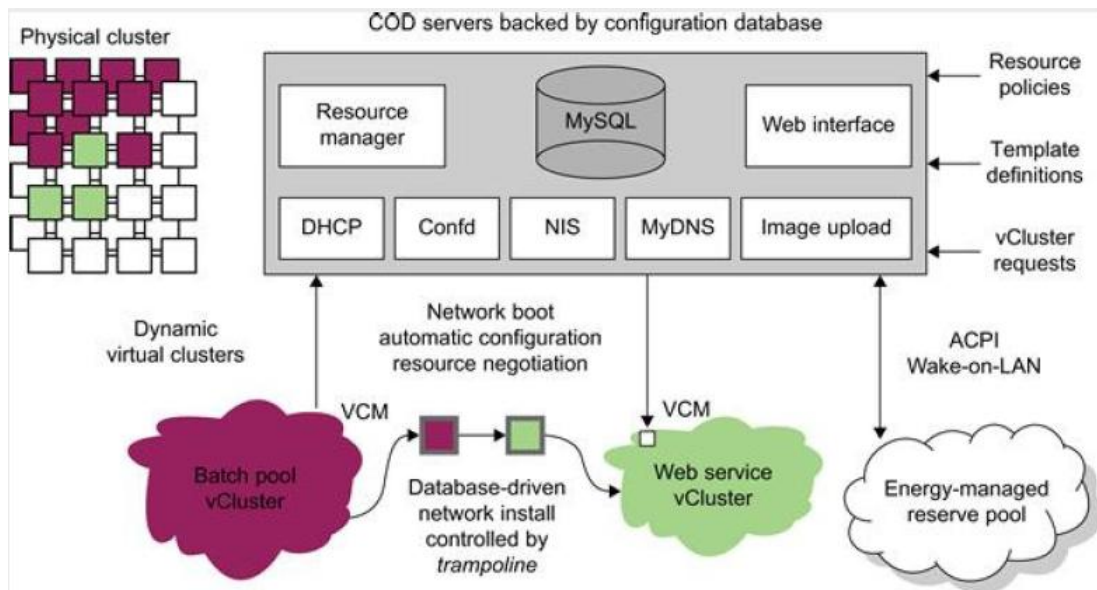 COD servers backed by configuration database
Physical cluster
Resource
policies
Resource
manager
MySQL
Web interface
Template
definitions
DHCP
Confd
NIS
MyDNS
Image upload
vCluster
requests
Dynamic
virtual clusters
Network boot
automatic configuration
resource negotiation
ACPI
Wake-on-LAN
VCM
VCM
Batch pool
vCluster
Database-driven
network install
controlled by
trampoline
Web service
vCluster
Energy-managed
reserve pool